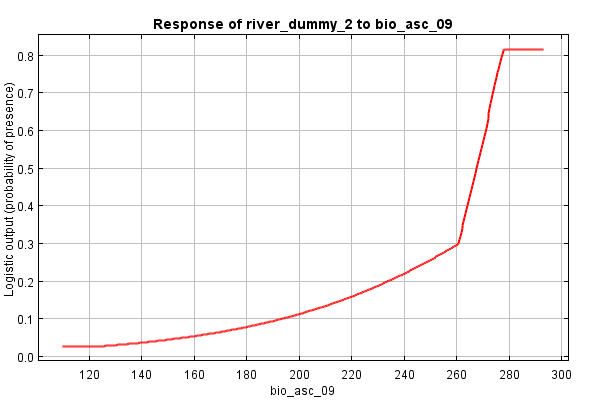 Response of river_dummy_2 to bio_asc_09
Logistic output (probability of presence)
0.8
0.7
0.6
0.5
0.4
0.3
0.2
0.1
0.0
120 140 160 180 200 220 240 260 280 300
bio_asc_09